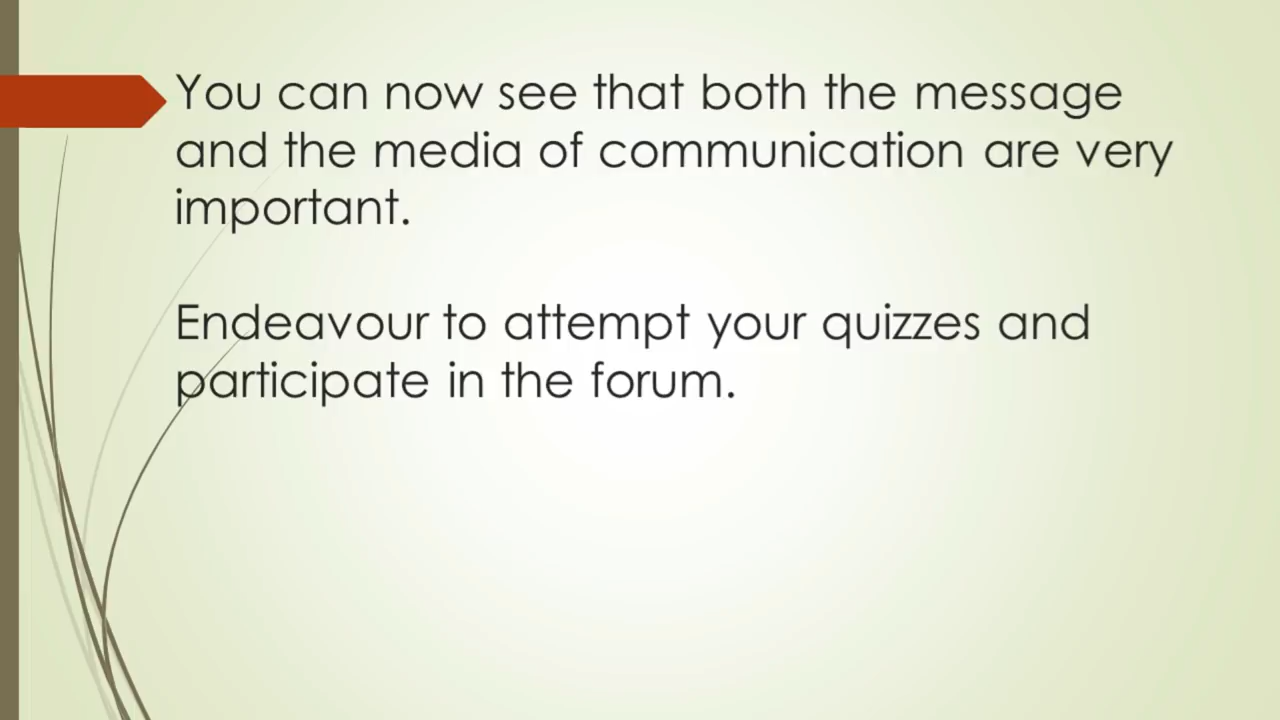 You can now see that both the message
and the media of communication are very
important.
Endeavour to attempt your quizzes and
participate in the forum.